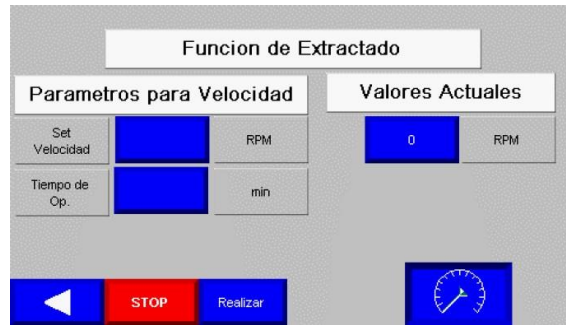 Funcion de Extractado
Parametros para Velocidad
Valores Actuales
Set
Velocidad
RPM
0
RPM
Tiempo de
Op.
min
STOP
Realizar